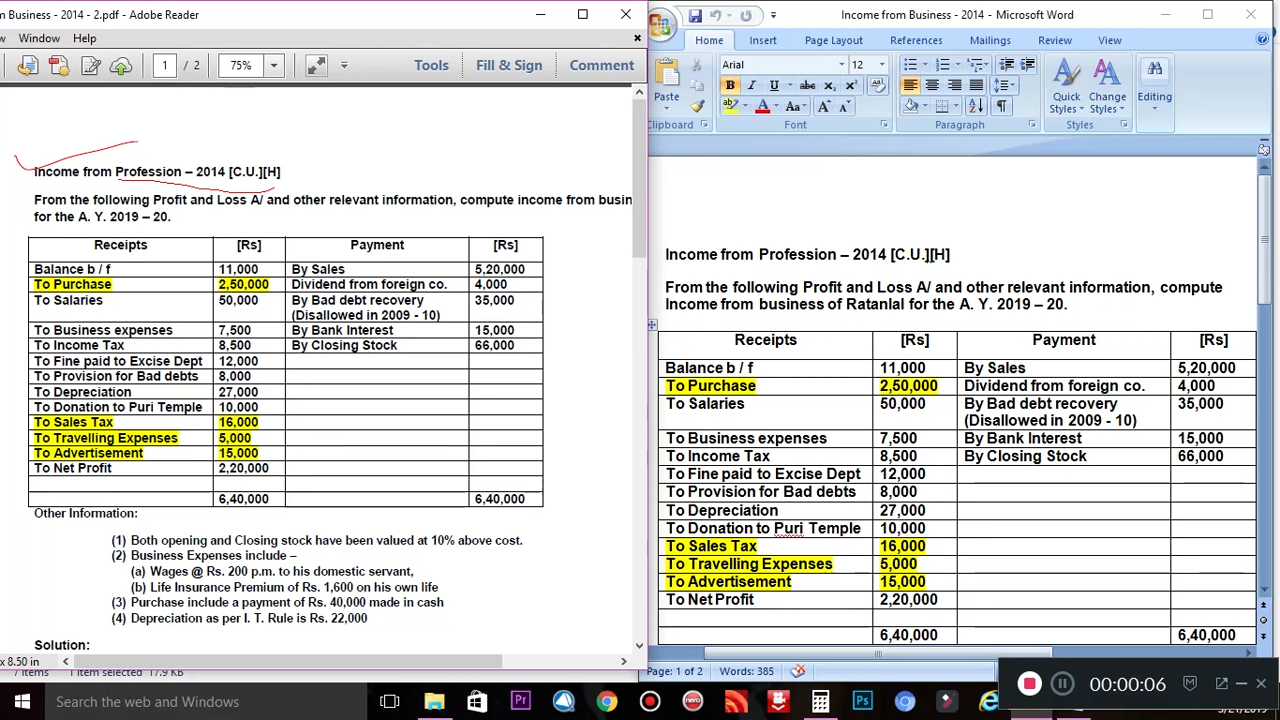 m Business - 2014 - 2.pdf - Adobe Reader
Window Help
1 / 2 75% Tools Fill & Sign Comment
Income from Profession – 2014 [C.U.][H]
From the following Profit and Loss A/ and other relevant information, compute income from busin
for the A. Y. 2019 – 20.
Receipts [Rs] Payment [Rs]
Balance b / f 11,000 By Sales 5,20,000
To Purchase 2,50,000 Dividend from foreign co. 4,000
To Salaries 50,000 By Bad debt recovery 35,000
(Disallowed in 2009 - 10)
To Business expenses 7,500 By Bank Interest 15,000
To Income Tax 8,500 By Closing Stock 66,000
To Fine paid to Excise Dept 12,000
To Provision for Bad debts 8,000
To Depreciation 27,000
To Donation to Puri Temple 10,000
To Sales Tax 16,000
To Travelling Expenses 5,000
To Advertisement 15,000
To Net Profit 2,20,000
6,40,000 6,40,000
Other Information:
(1) Both opening and Closing stock have been valued at 10% above cost.
(2) Business Expenses include –
(a) Wages @ Rs. 200 p.m. to his domestic servant,
(b) Life Insurance Premium of Rs. 1,600 on his own life
(3) Purchase include a payment of Rs. 40,000 made in cash
(4) Depreciation as per I. T. Rule is Rs. 22,000
Solution:
x 8.50 in
7 items 1 item selected 17.9 KB
Income from Business - 2014 - Microsoft Word
Home Insert Page Layout References Mailings Review View
Arial 12
Paste
B I U abc x₂ x² Aa A A
Quick Styles Change Styles Editing
lipboard Font Paragraph Styles
Income from Profession – 2014 [C.U.][H]
From the following Profit and Loss A/ and other relevant information, compute
Income from business of Ratanlal for the A. Y. 2019 – 20.
Receipts [Rs] Payment [Rs]
Balance b / f 11,000 By Sales 5,20,000
To Purchase 2,50,000 Dividend from foreign co. 4,000
To Salaries 50,000 By Bad debt recovery 35,000
(Disallowed in 2009 - 10)
To Business expenses 7,500 By Bank Interest 15,000
To Income Tax 8,500 By Closing Stock 66,000
To Fine paid to Excise Dept 12,000
To Provision for Bad debts 8,000
To Depreciation 27,000
To Donation to Puri Temple 10,000
To Sales Tax 16,000
To Travelling Expenses 5,000
To Advertisement 15,000
To Net Profit 2,20,000
6,40,000 6,40,000
Page: 1 of 2 Words: 385
00:00:06
Search the web and Windows
Pr
Ps